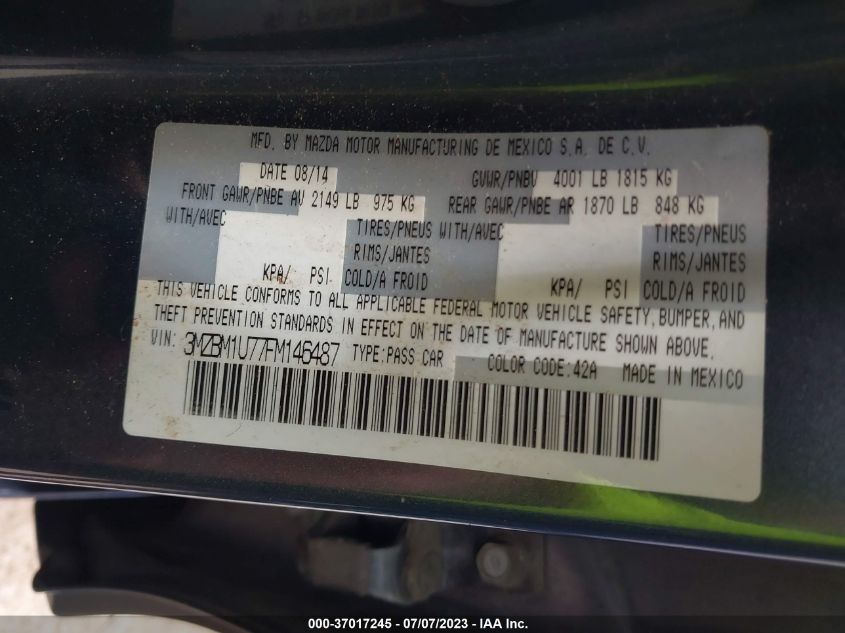 MFD. BY MAZDA MOTOR MANUFACTURING DE MEXICO S.A. DE C.V.
DATE 08/14 GVWR/PNBV 4001 LB 1815 KG
FRONT GAWR/PNBE AV 2149 LB 975 KG REAR GAWR/PNBE AR 1870 LB 848 KG
WITH/AVEC TIRES/PNEUS WITH/AVEC TIRES/PNEUS
RIMS/JANTES RIMS/JANTES
KPA/ PSI COLD/A FROID KPA/ PSI COLD/A FROID
THIS VEHICLE CONFORMS TO ALL APPLICABLE FEDERAL MOTOR VEHICLE SAFETY, BUMPER, AND
THEFT PREVENTION STANDARDS IN EFFECT ON THE DATE OF MANUFACTURE SHOWN ABOVE.
VIN: 3MZBM1U77FM146487 TYPE: PASS CAR COLOR CODE: 42A MADE IN MEXICO
000-37017245 - 07/07/2023 - IAA Inc.